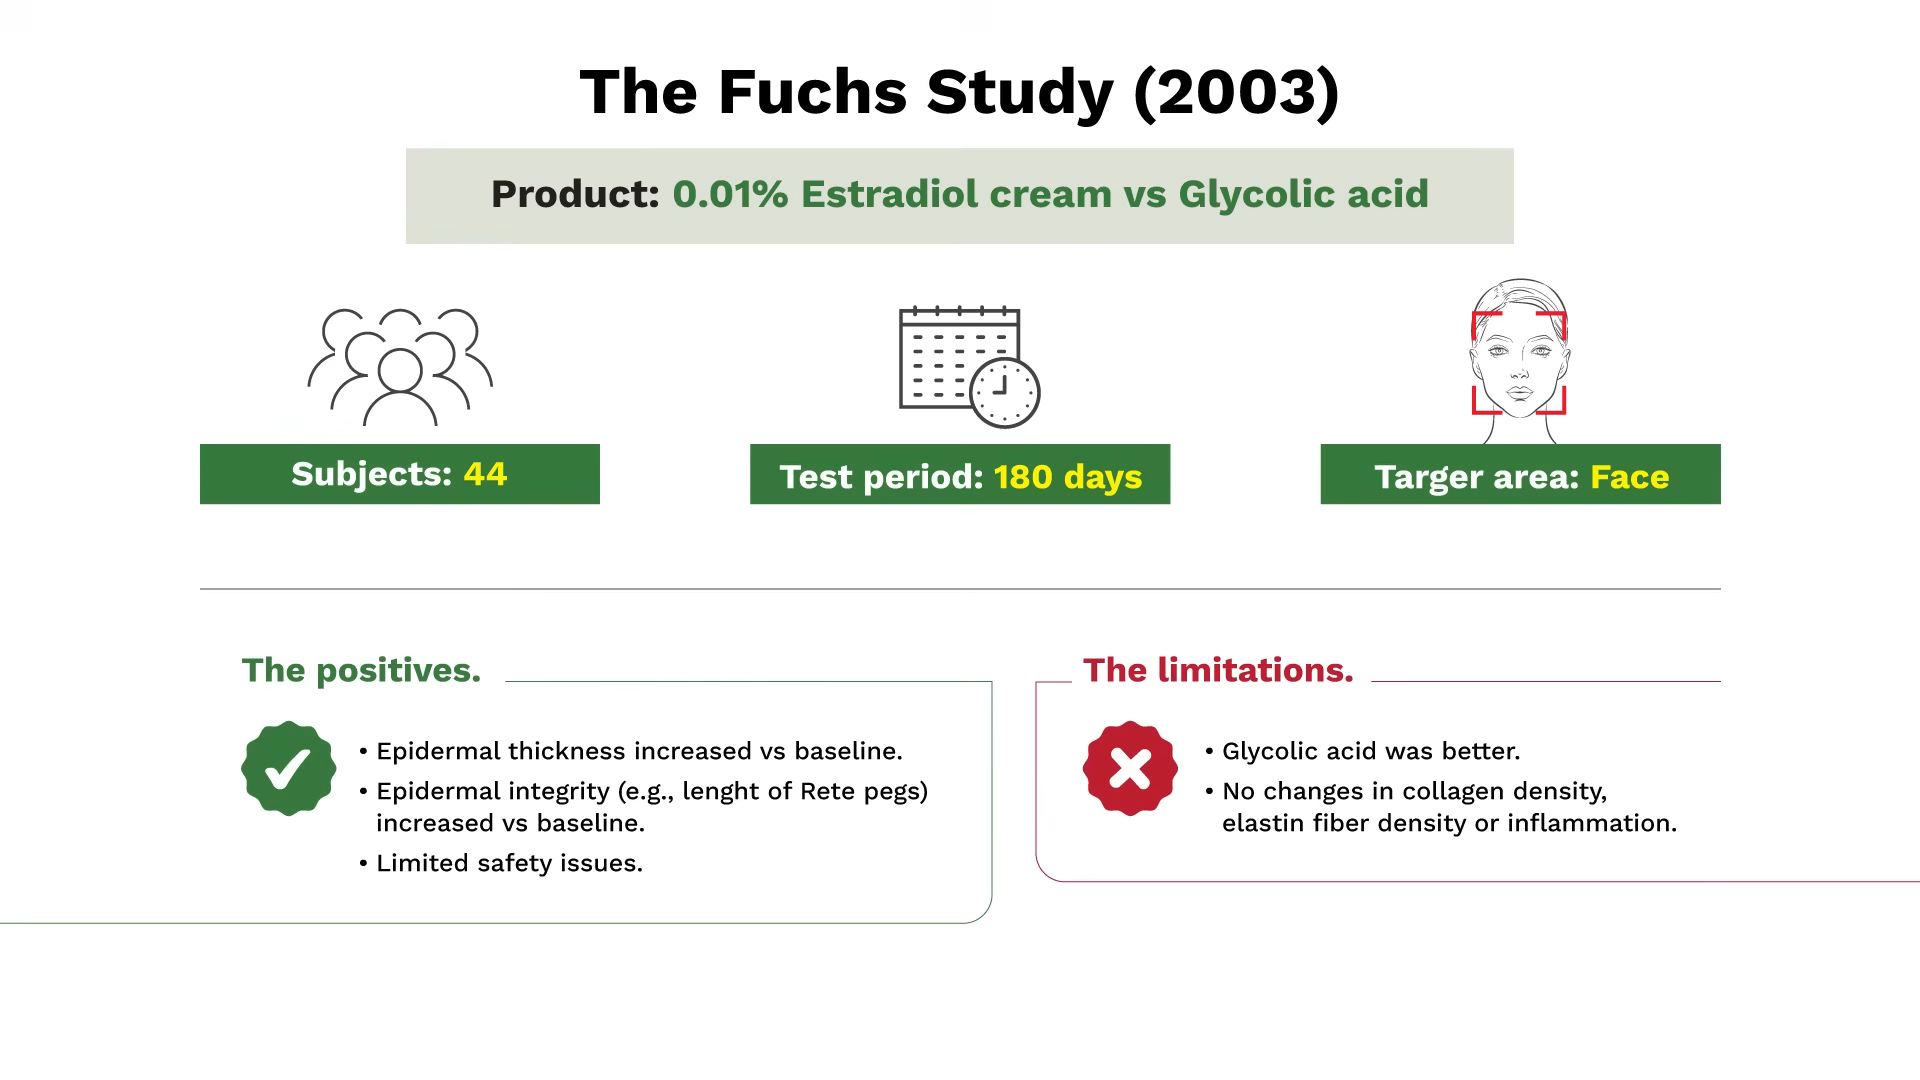 The Fuchs Study (2003)
Product: 0.01% Estradiol cream vs Glycolic acid
Subjects: 44
Test period: 180 days
Targer area: Face
The positives.
• Epidermal thickness increased vs baseline.
• Epidermal integrity (e.g., lenght of Rete pegs)
increased vs baseline.
• Limited safety issues.
The limitations.
• Glycolic acid was better.
• No changes in collagen density,
elastin fiber density or inflammation.